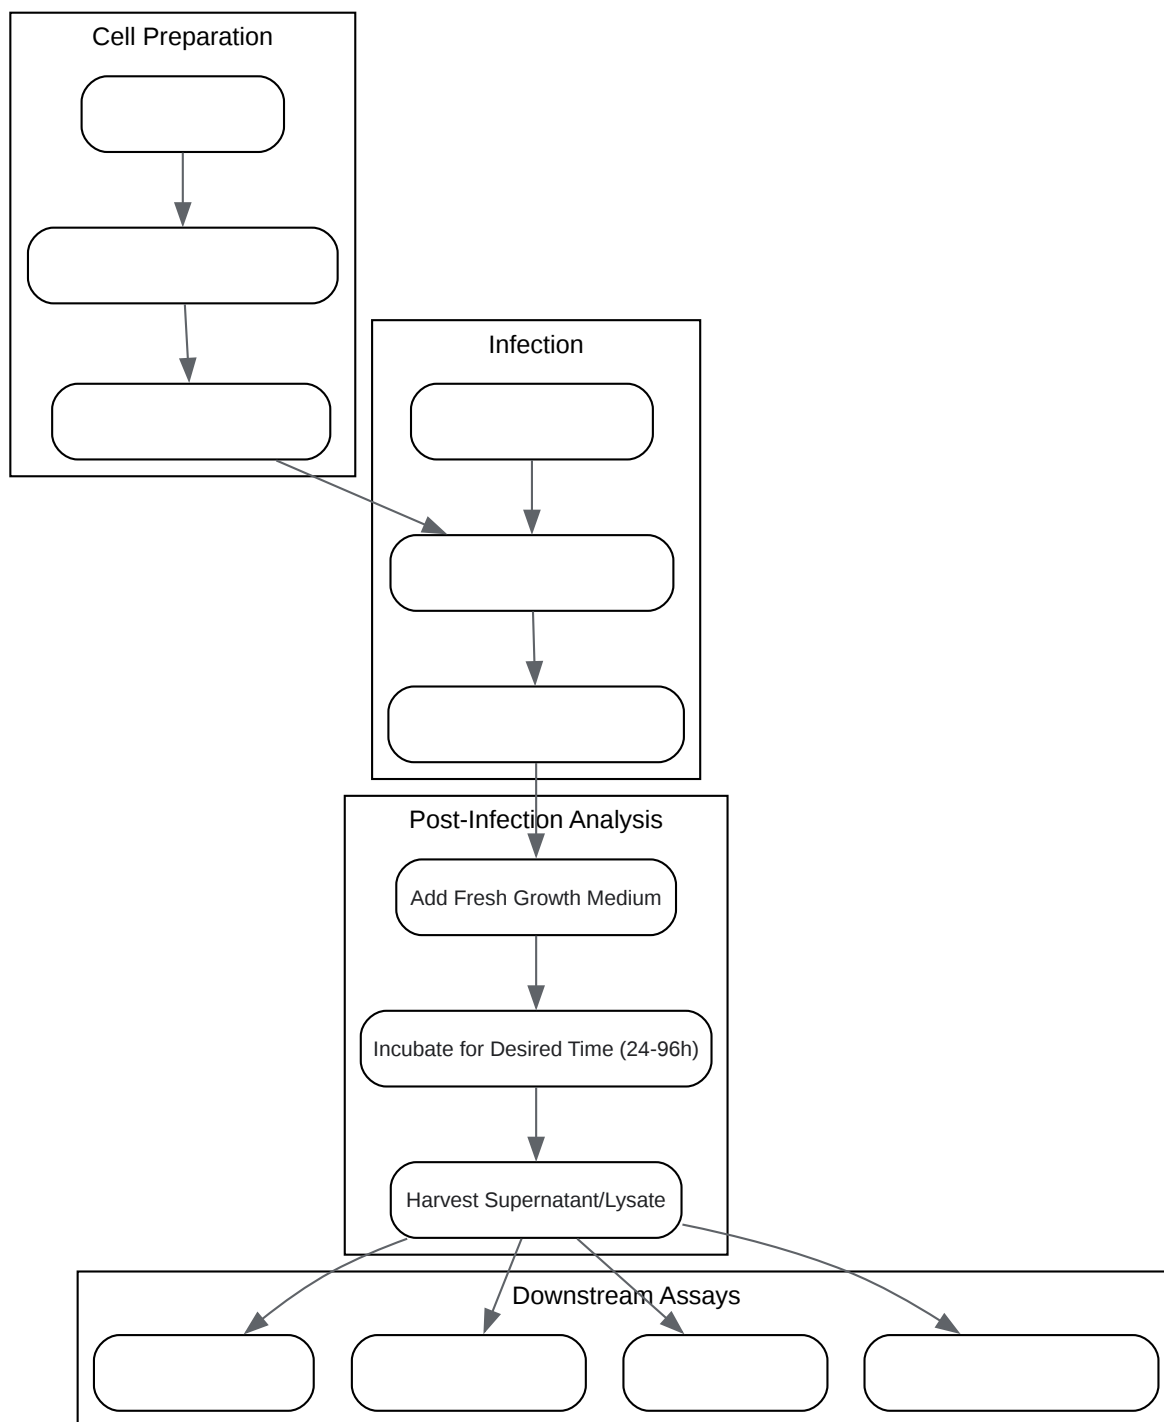 Cell Preparation
Infection
Post-Infection Analysis
Add Fresh Growth Medium
Incubate for Desired Time (24-96h)
Harvest Supernatant/Lysate
Downstream Assays